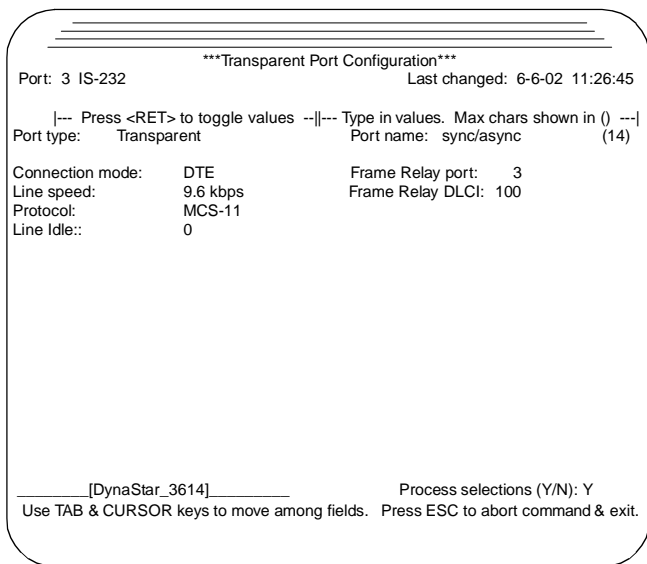 ***Transparent Port Configuration***
Port: 3 IS-232 Last changed: 6-6-02 11:26:45
|--- Press <RET> to toggle values --||--- Type in values. Max chars shown in () ---|
Port type: Transparent Port name: sync/async (14)
Connection mode: DTE Frame Relay port: 3
Line speed: 9.6 kbps Frame Relay DLCI: 100
Protocol: MCS-11
Line Idle:: 0
________[DynaStar_3614]_________ Process selections (Y/N): Y
Use TAB & CURSOR keys to move among fields. Press ESC to abort command & exit.